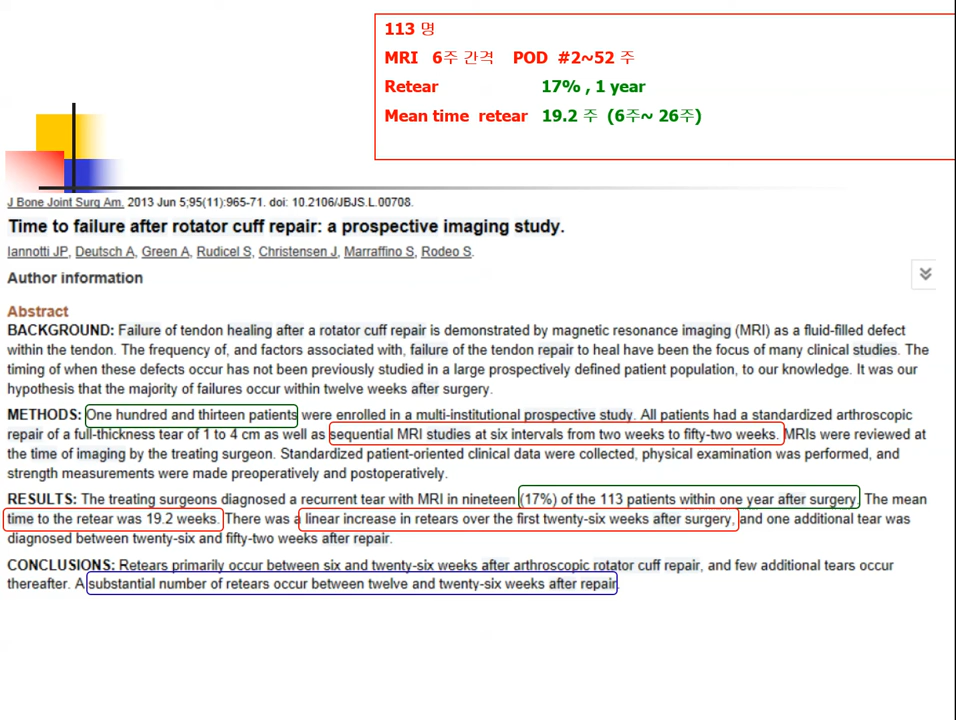 113 명
MRI 6주 간격 POD #2~52 주
Retear 17% , 1 year
Mean time retear 19.2 주 (6주~ 26주)
J Bone Joint Surg Am. 2013 Jun 5;95(11):965-71. doi: 10.2106/JBJS.L.00708.
Time to failure after rotator cuff repair: a prospective imaging study.
Iannotti JP, Deutsch A, Green A, Rudicel S, Christensen J, Marraffino S, Rodeo S.
Author information
Abstract
BACKGROUND: Failure of tendon healing after a rotator cuff repair is demonstrated by magnetic resonance imaging (MRI) as a fluid-filled defect
within the tendon. The frequency of, and factors associated with, failure of the tendon repair to heal have been the focus of many clinical studies. The
timing of when these defects occur has not been previously studied in a large prospectively defined patient population, to our knowledge. It was our
hypothesis that the majority of failures occur within twelve weeks after surgery.
METHODS: One hundred and thirteen patients were enrolled in a multi-institutional prospective study. All patients had a standardized arthroscopic
repair of a full-thickness tear of 1 to 4 cm as well as sequential MRI studies at six intervals from two weeks to fifty-two weeks. MRIs were reviewed at
the time of imaging by the treating surgeon. Standardized patient-oriented clinical data were collected, physical examination was performed, and
strength measurements were made preoperatively and postoperatively.
RESULTS: The treating surgeons diagnosed a recurrent tear with MRI in nineteen (17%) of the 113 patients within one year after surgery. The mean
time to the retear was 19.2 weeks. There was a linear increase in retears over the first twenty-six weeks after surgery, and one additional tear was
diagnosed between twenty-six and fifty-two weeks after repair.
CONCLUSIONS: Retears primarily occur between six and twenty-six weeks after arthroscopic rotator cuff repair, and few additional tears occur
thereafter. A substantial number of retears occur between twelve and twenty-six weeks after repair.